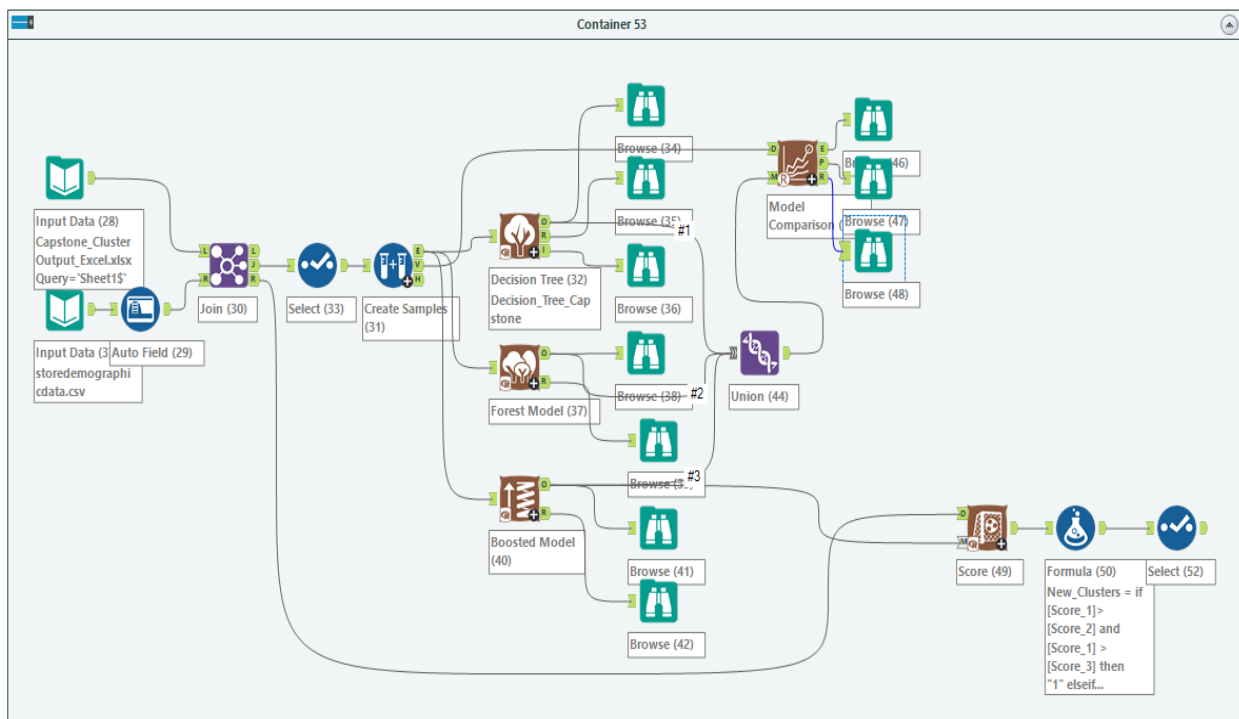 Container 53
Input Data (28)
Capstone_Cluster
Output_Excel.xlsx
Query=`Sheet1$`
Input Data (3
storedemographi
cdata.csv
Auto Field (29)
L
R
L
J
R
Join (30)
Select (33)
E
V
H
Create Samples
(31)
O
R
I
Decision Tree (32)
Decision_Tree_Cap
stone
O
R
Forest Model (37)
O
R
Boosted Model
(40)
Browse (34)
Browse (35)
#1
Browse (36)
Browse (38)
#2
#3
Browse (41)
Browse (42)
Union (44)
D
M
E
P
R
Model
Comparison (
Browse (47)
Browse (48)
D
M
Score (49)
Formula (50)
New_Clusters = if
[Score_1]>
[Score_2] and
[Score_1] >
[Score_3] then
"1" elseif...
Select (52)